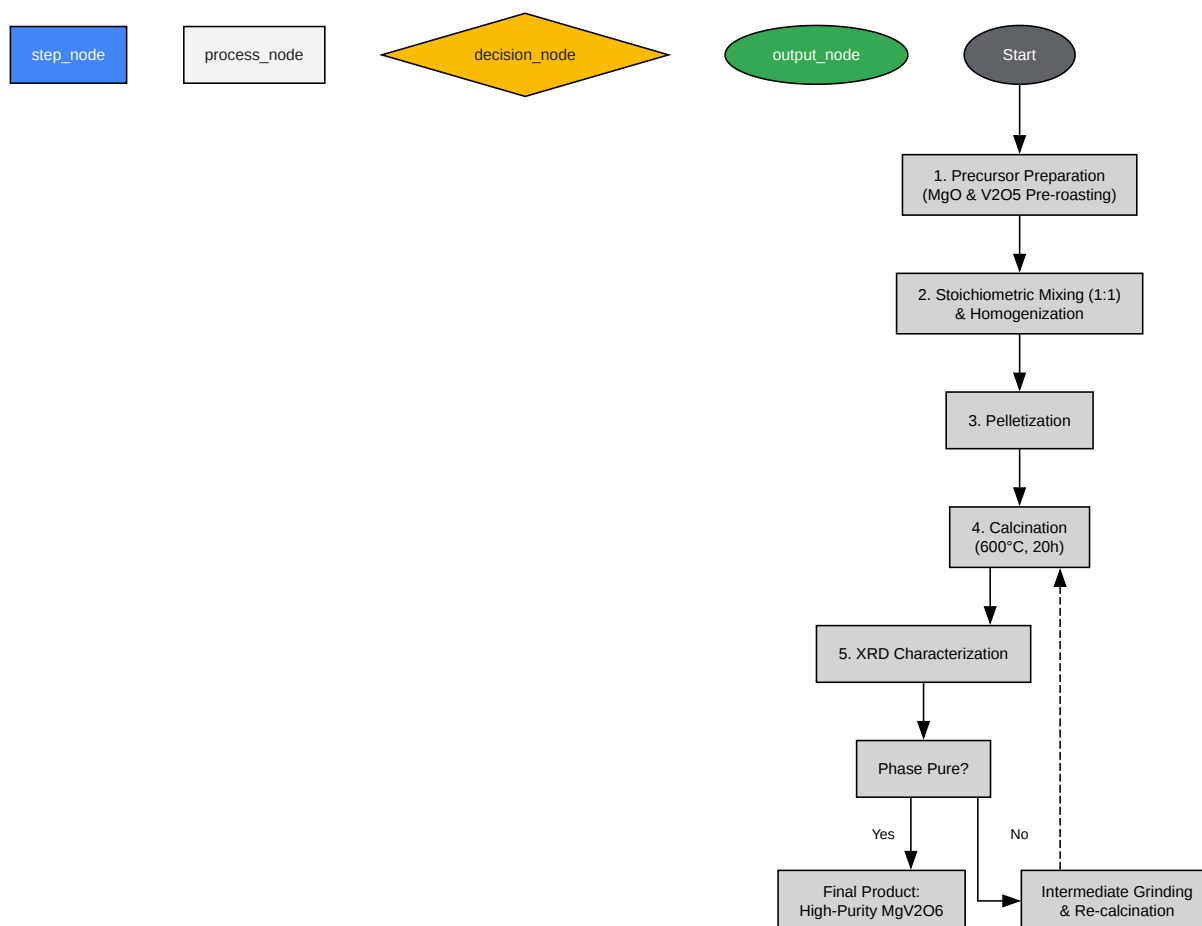 step_node
process_node
decision_node
output_node
Start
1. Precursor Preparation
(MgO & V2O5 Pre-roasting)
2. Stoichiometric Mixing (1:1)
& Homogenization
3. Pelletization
4. Calcination
(600°C, 20h)
5. XRD Characterization
Phase Pure?
Yes
No
Final Product:
High-Purity MgV2O6
Intermediate Grinding
& Re-calcination